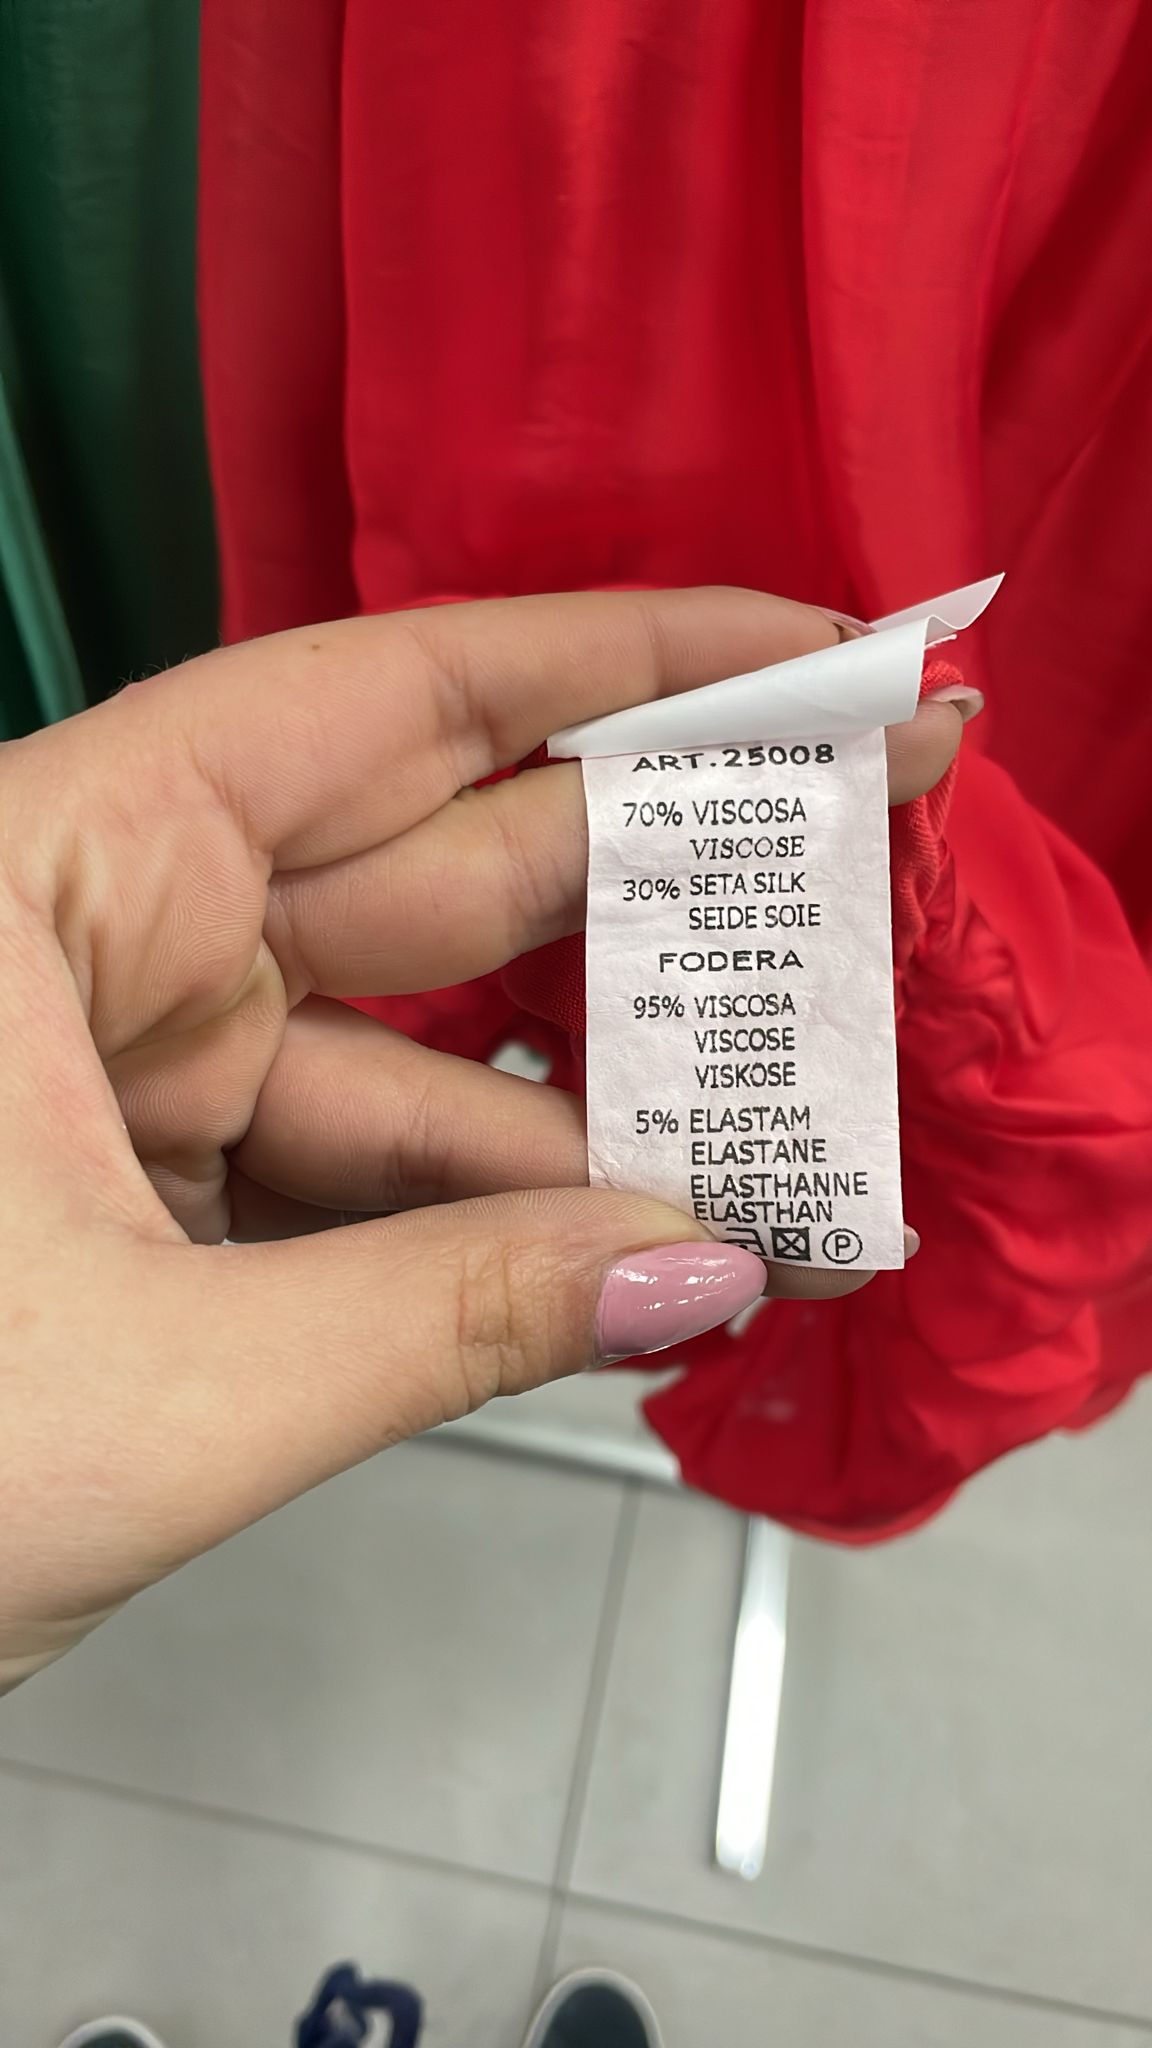 ART.25008
70% VISCOSA
VISCOSE
30% SETA SILK
SEIDE SOIE
FODERA
95% VISCOSA
VISCOSE
VISKOSE
5% ELASTAM
ELASTANE
ELASTHANNE
ELASTHAN
P